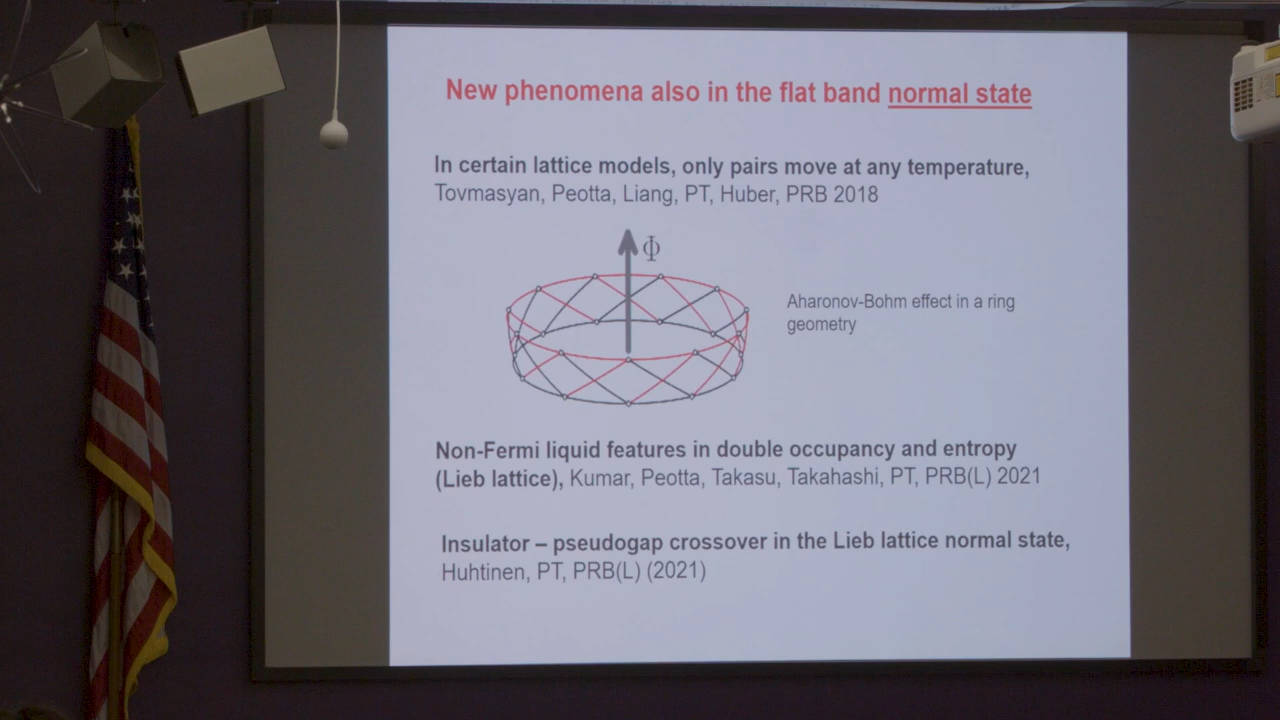 New phenomena also in the flat band normal state
In certain lattice models, only pairs move at any temperature,
Tovmasyan, Peotta, Liang, PT, Huber, PRB 2018
Φ
Aharonov-Bohm effect in a ring
geometry
Non-Fermi liquid features in double occupancy and entropy
(Lieb lattice), Kumar, Peotta, Takasu, Takahashi, PT, PRB(L) 2021
Insulator – pseudogap crossover in the Lieb lattice normal state,
Huhtinen, PT, PRB(L) (2021)